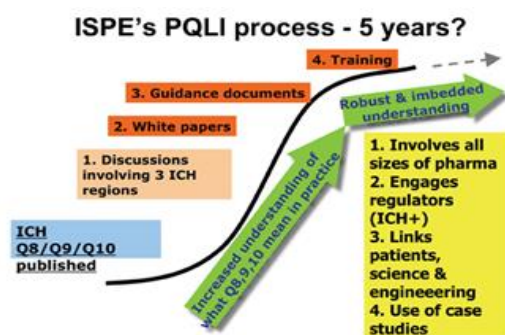 ISPE's PQLI process - 5 years?
4. Training
3. Guidance documents
2. White papers
1. Discussions
involving 3 ICH
regions
ICH
Q8/Q9/Q10
published
Increased understanding of
what Q8,9,10 mean in practice
Robust & imbedded
understanding
1. Involves all
sizes of pharma
2. Engages
regulators
(ICH+)
3. Links
patients,
science &
engineeering
4. Use of case
studies